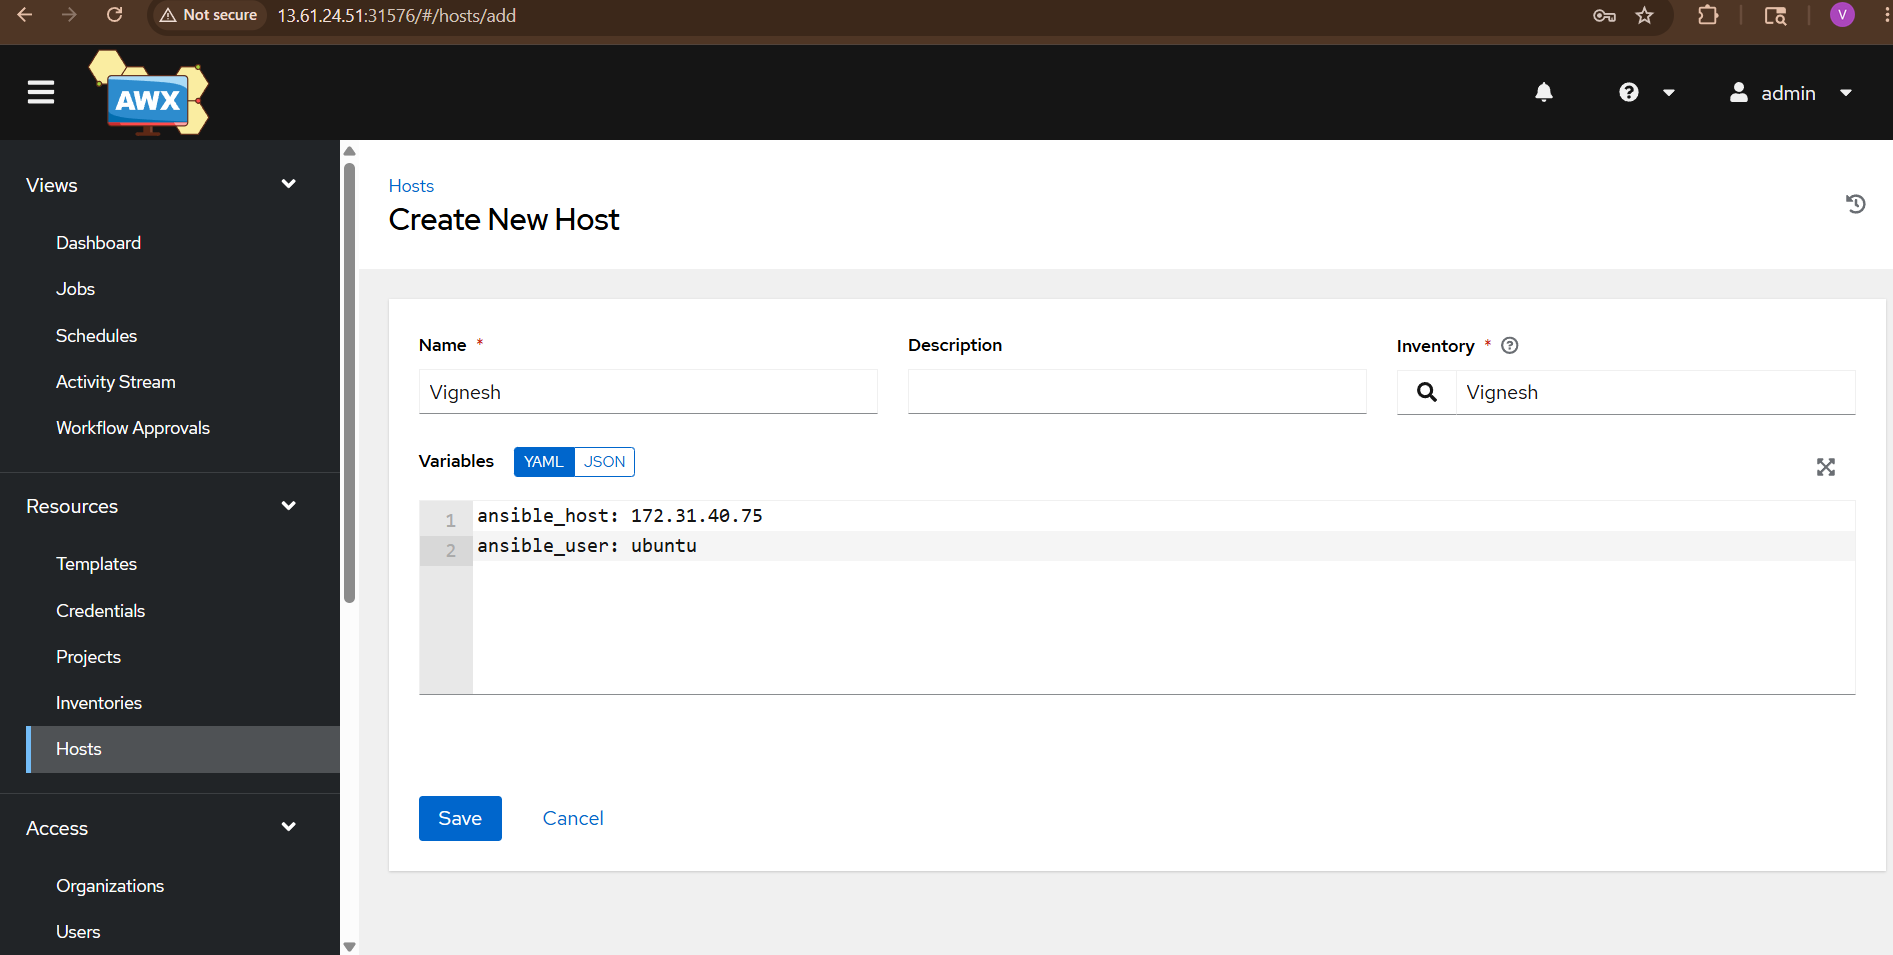 Not secure 13.61.24.51:31576/#/hosts/add
V
AWX
admin
Views
Dashboard
Jobs
Schedules
Activity Stream
Workflow Approvals
Resources
Templates
Credentials
Projects
Inventories
Hosts
Access
Organizations
Users
Hosts
Create New Host
Name *
Vignesh
Description
Inventory *
Vignesh
Variables YAML JSON
1 ansible_host: 172.31.40.75
2 ansible_user: ubuntu
Save Cancel